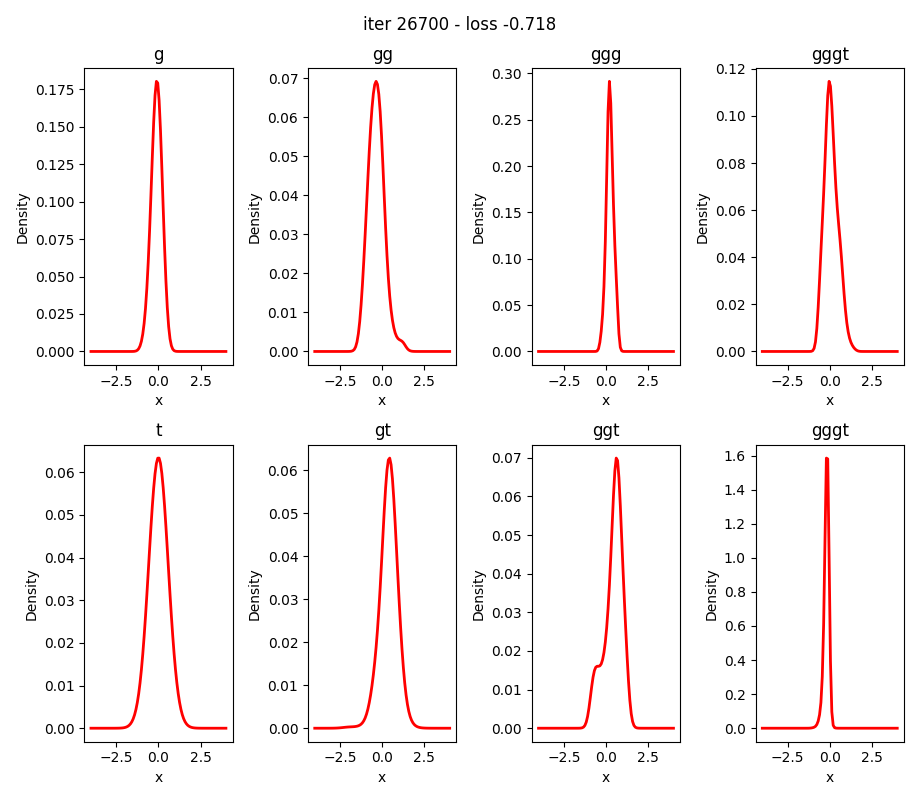 iter 26700 - loss -0.718
g
gg
ggg
gggt
0.175
0.150
0.125
0.100
0.075
0.050
0.025
0.000
Density
−2.5 0.0 2.5
x
0.07
0.06
0.05
0.04
0.03
0.02
0.01
0.00
Density
−2.5 0.0 2.5
x
0.30
0.25
0.20
0.15
0.10
0.05
0.00
Density
−2.5 0.0 2.5
x
0.12
0.10
0.08
0.06
0.04
0.02
0.00
Density
−2.5 0.0 2.5
x
t
gt
ggt
gggt
0.06
0.05
0.04
0.03
0.02
0.01
0.00
Density
−2.5 0.0 2.5
x
0.06
0.05
0.04
0.03
0.02
0.01
0.00
Density
−2.5 0.0 2.5
x
0.07
0.06
0.05
0.04
0.03
0.02
0.01
0.00
Density
−2.5 0.0 2.5
x
1.6
1.4
1.2
1.0
0.8
0.6
0.4
0.2
0.0
Density
−2.5 0.0 2.5
x